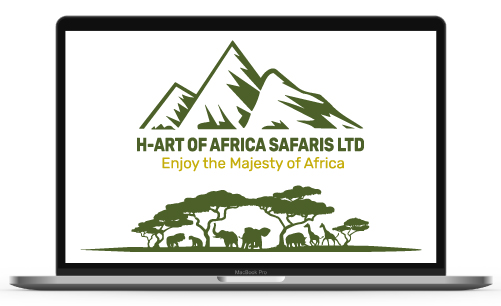 H-ART OF AFRICA SAFARIS LTD
Enjoy the Majesty of Africa
MacBook Pro